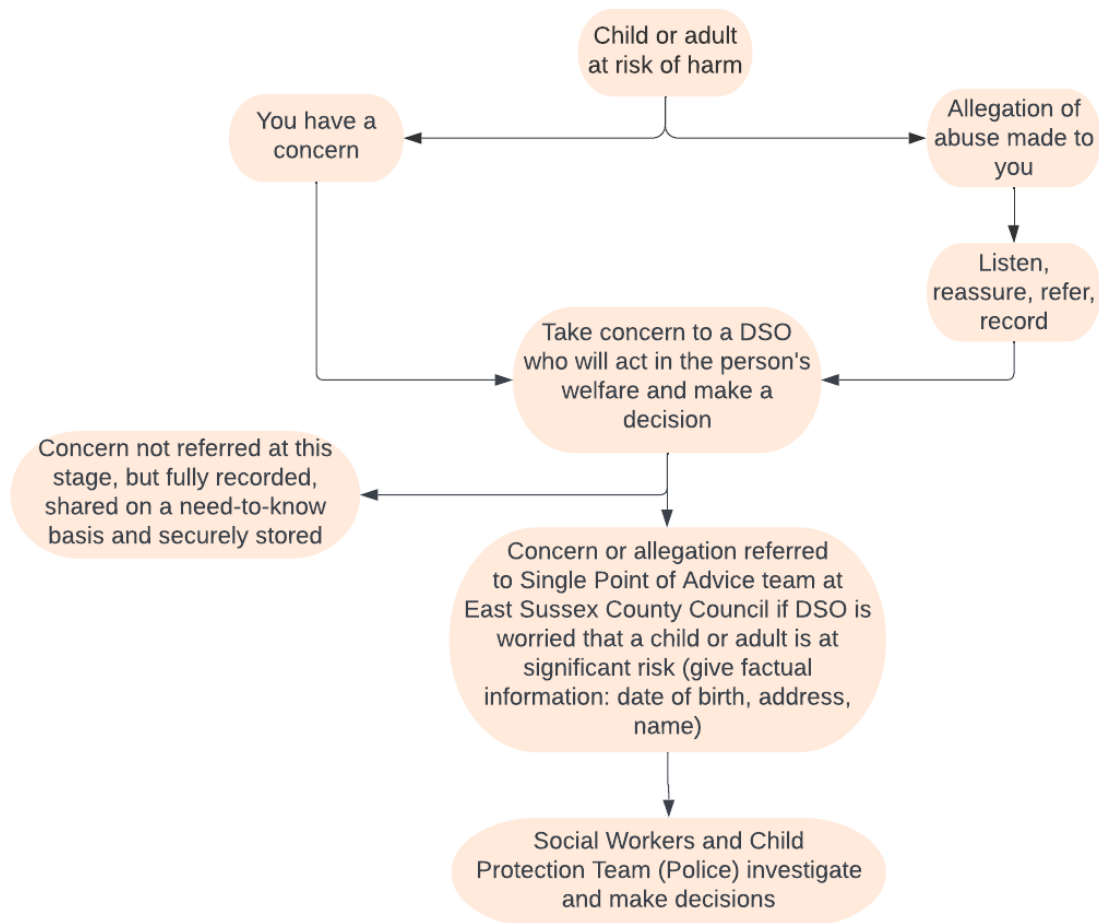 Child or adult
at risk of harm
You have a
concern
Allegation of
abuse made to
you
Listen,
reassure, refer,
record
Take concern to a DSO
who will act in the person's
welfare and make a
decision
Concern not referred at this
stage, but fully recorded,
shared on a need-to-know
basis and securely stored
Concern or allegation referred
to Single Point of Advice team at
East Sussex County Council if DSO is
worried that a child or adult is at
significant risk (give factual
information: date of birth, address,
name)
Social Workers and Child
Protection Team (Police) investigate
and make decisions